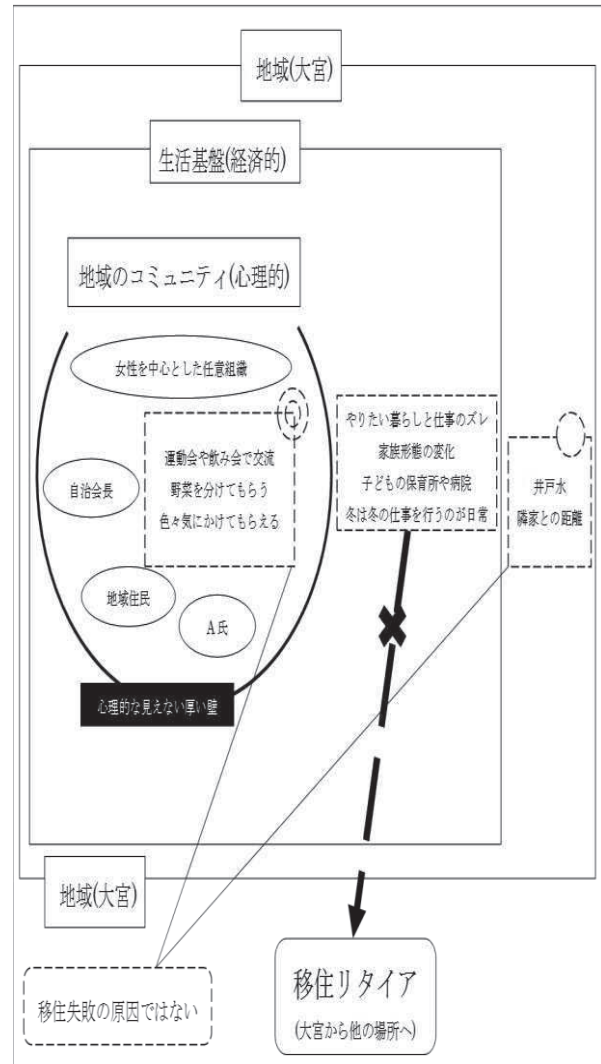 地域(大宮)
生活基盤(経済的)
地域のコミュニティ(心理的)
女性を中心とした任意組織
運動会や飲み会で交流
野菜を分けてもらう
色々気にかけてもらえる
自治会長
地域住民
A氏
心理的な見えない厚い壁
やりたい暮らしと仕事のズレ
家族形態の変化
子どもの保育所や病院
冬は冬の仕事を行うのが日常
井戸水
隣家との距離
地域(大宮)
移住失敗の原因ではない
移住リタイア
(大宮から他の場所へ)